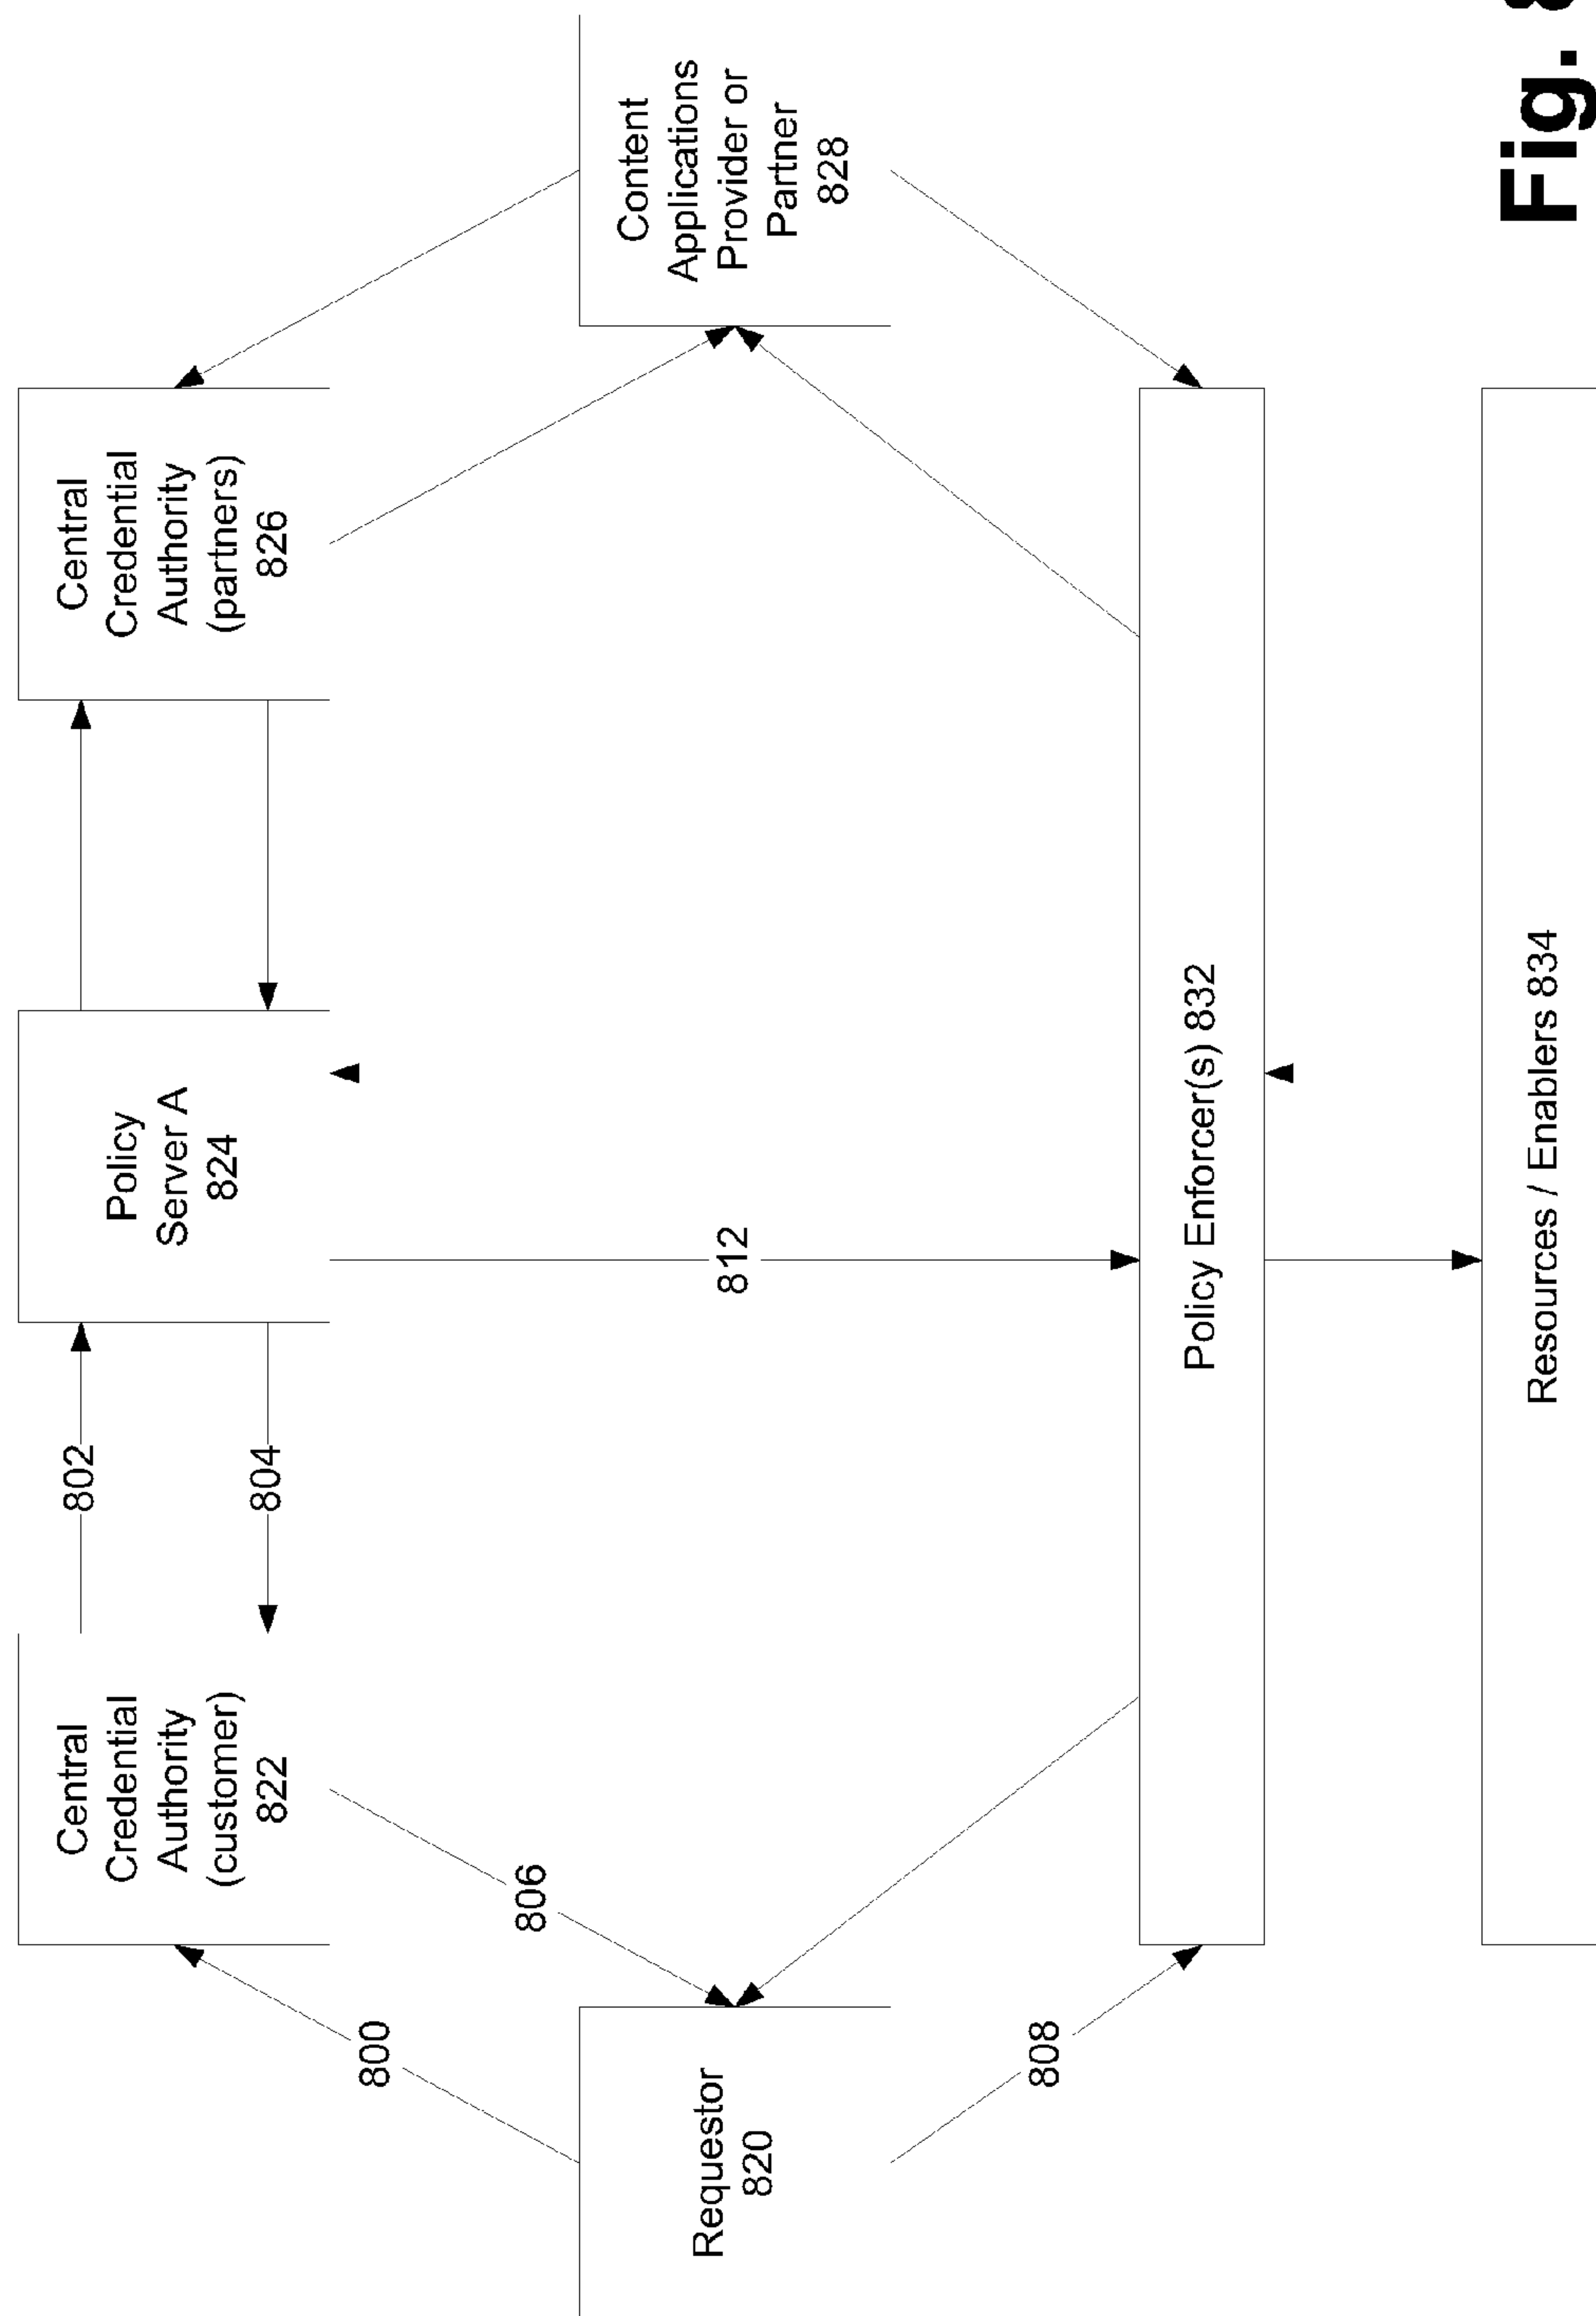 Central
Credential
Authority
(customer)
822
802
804
Policy
Server A
824
Central
Credential
Authority
(partners)
826
800
806
Requestor
820
812
Content
Applications
Provider or
Partner
828
808
Policy Enforcer(s) 832
Resources / Enablers 834
Fig. 8